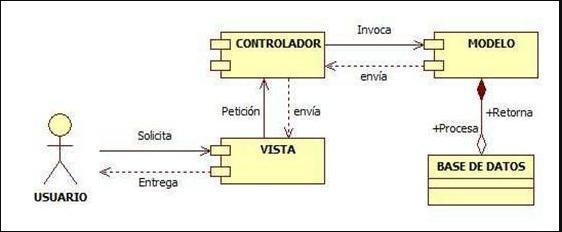 Invoca
CONTROLADOR
MODELO
envía
Petición
envía
+Retorna
+Procesa
Solicita
VISTA
Entrega
BASE DE DATOS
USUARIO